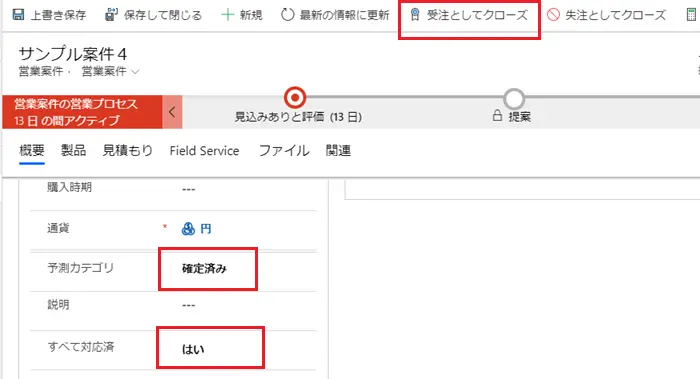 上書き保存 保存して閉じる 新規 最新の情報に更新 受注としてクローズ 失注としてクローズ
サンプル案件４
営業案件・ 営業案件
営業案件の営業プロセス
13 日 の間アクティブ
見込みありと評価 (13 日)
提案
概要 製品 見積もり Field Service ファイル 関連
購入時期 ---
通貨 * 円
予測カテゴリ 確定済み
説明 ---
すべて対応済 はい